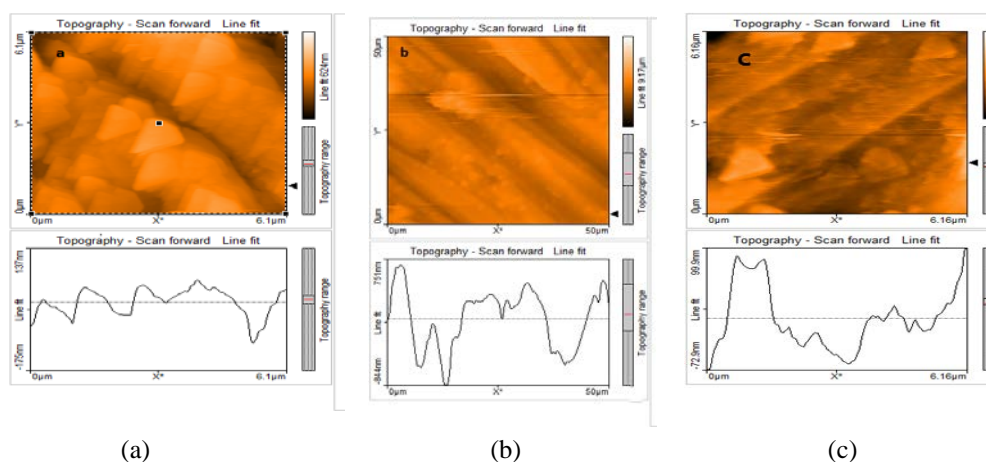 Topography - Scan forward Line fit
6.1µm
Y*
0µm
a
0µm
X*
6.1µm
Line fit 624nm
Topography range
Topography - Scan forward Line fit
137nm
Line fit
-175nm
0µm
X*
6.1µm
Topography range
(a)
Topography - Scan forward Line fit
50µm
Y*
0µm
b
0µm
X*
50µm
Line fit 9.17µm
Topography range
Topography - Scan forward Line fit
751nm
Line fit
-844nm
0µm
X*
50µm
Topography range
(b)
Topography - Scan forward Line fit
6.16µm
Y*
0µm
C
0µm
X*
6.16µm
Topography - Scan forward Line fit
99.9nm
Line fit
-72.9nm
0µm
X*
6.16µm
(c)